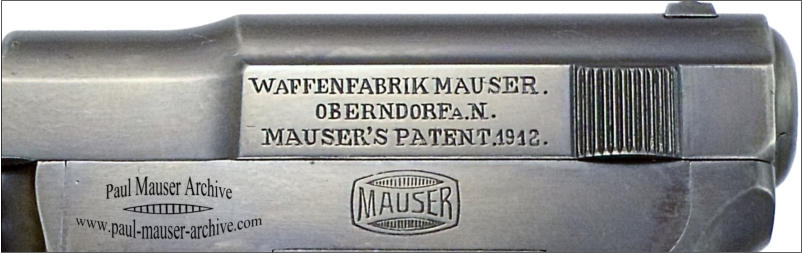 WAFFENFABRIK MAUSER.
OBERNDORF A.N.
MAUSER'S PATENT.1912.
MAUSER
Paul Mauser Archive
www.paul-mauser-archive.com